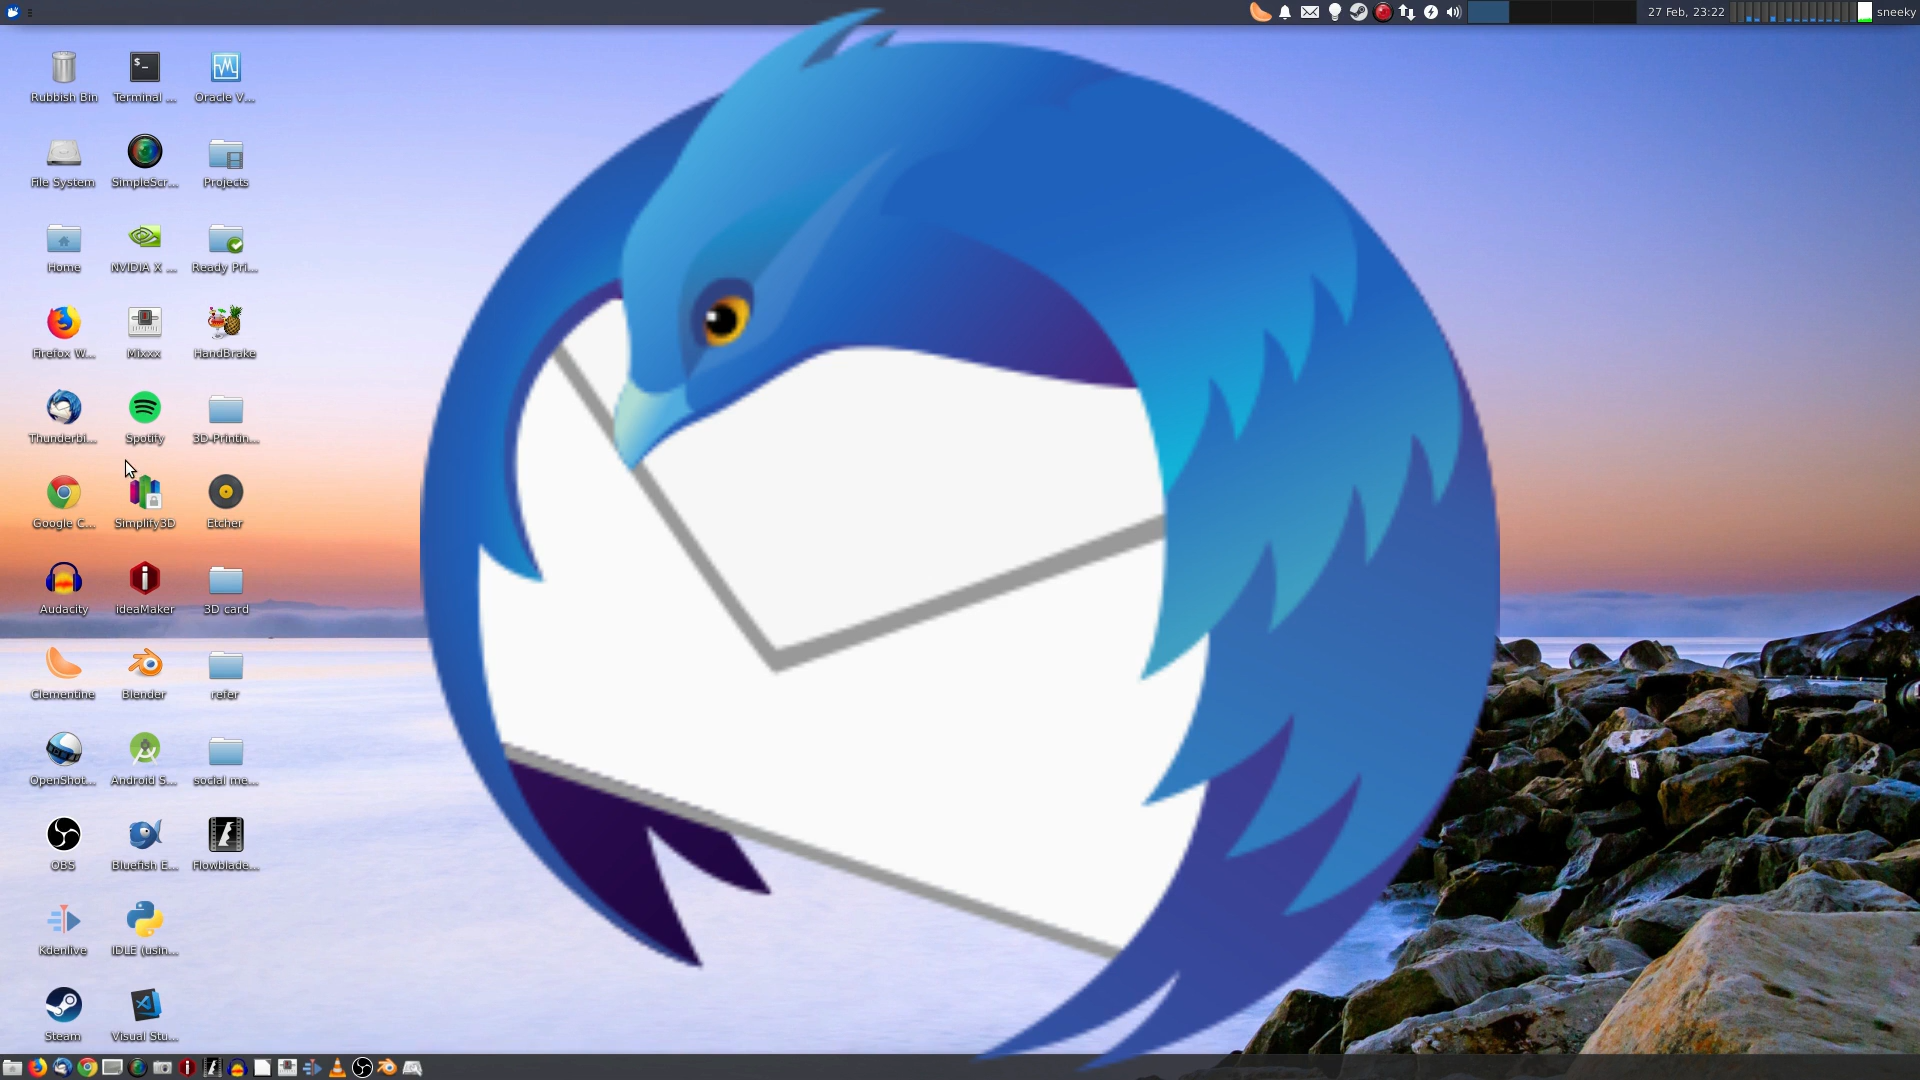 27 Feb, 23:22
sneeky
Rubbish Bin
Terminal ...
Oracle V...
File System
SimpleScr...
Projects
Home
NVIDIA X ...
Ready Pri...
Firefox W...
Mixxx
HandBrake
Thunderbi...
Spotify
3D-Printin...
Google C...
Simplify3D
Etcher
Audacity
ideaMaker
3D card
Clementine
Blender
refer
OpenShot...
Android S...
social me...
OBS
Bluefish E...
Flowblade...
Kdenlive
IDLE (usin...
Steam
Visual Stu...